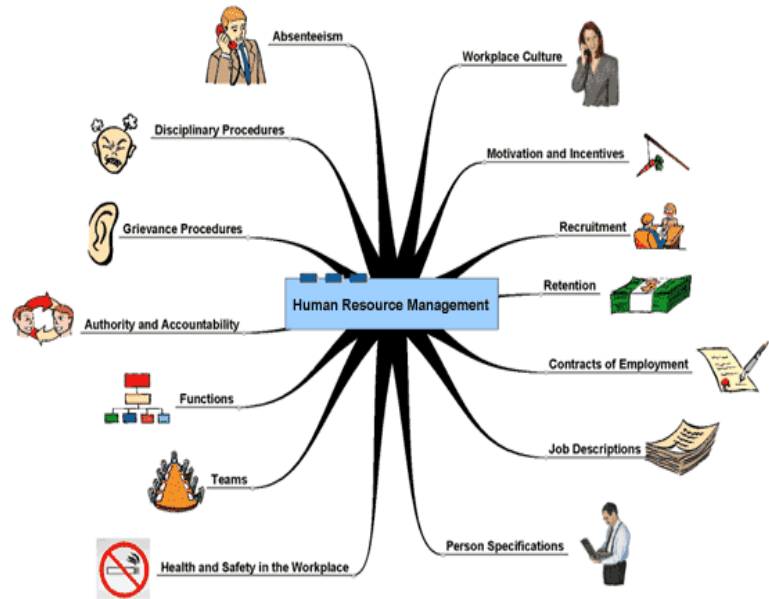 Absenteeism
Workplace Culture
Disciplinary Procedures
Motivation and Incentives
Grievance Procedures
Recruitment
Retention
Human Resource Management
Authority and Accountability
Contracts of Employment
Functions
Job Descriptions
Teams
Person Specifications
Health and Safety in the Workplace